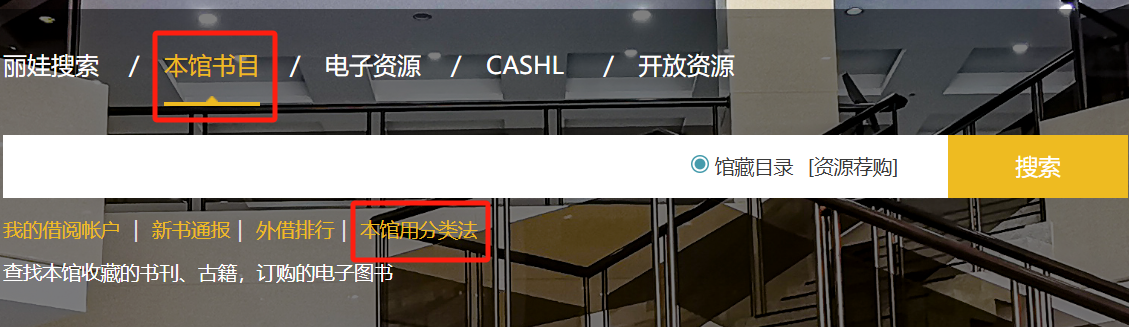 丽娃搜索 / 本馆书目 / 电子资源 / CASHL / 开放资源
馆藏目录 [资源荐购] 搜索
我的借阅帐户 | 新书通报 | 外借排行 | 本馆用分类法
查找本馆收藏的书刊、古籍，订购的电子图书